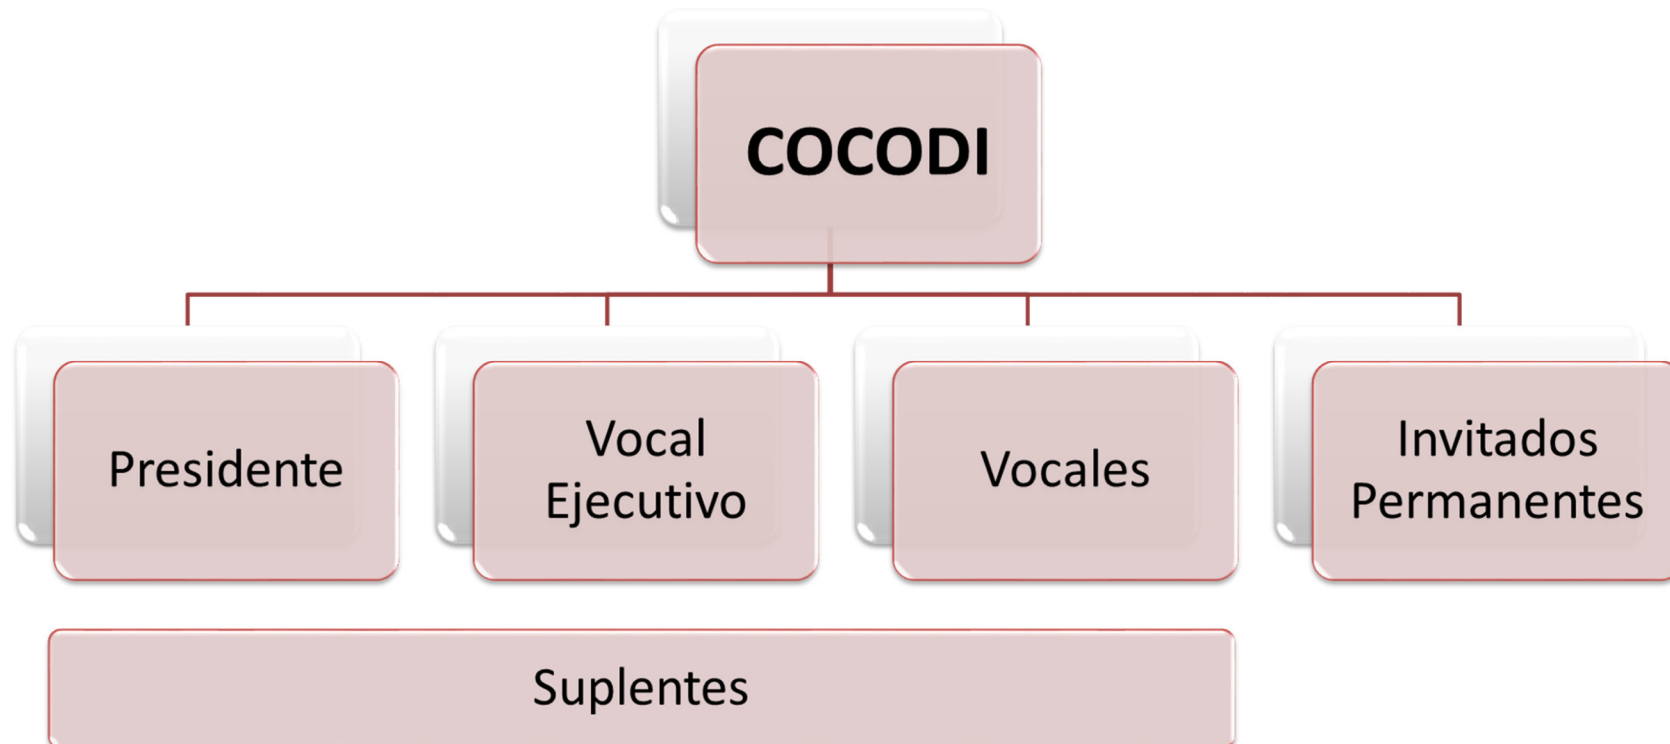 COCODI
Presidente
Vocal
Ejecutivo
Vocales
Invitados
Permanentes
Suplentes